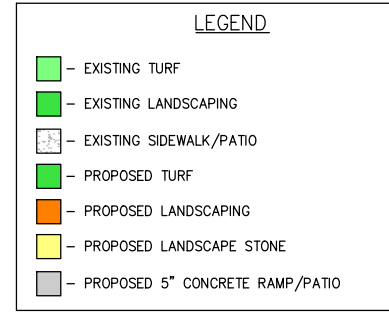 LEGEND
– EXISTING TURF
– EXISTING LANDSCAPING
– EXISTING SIDEWALK/PATIO
– PROPOSED TURF
– PROPOSED LANDSCAPING
– PROPOSED LANDSCAPE STONE
– PROPOSED 5" CONCRETE RAMP/PATIO